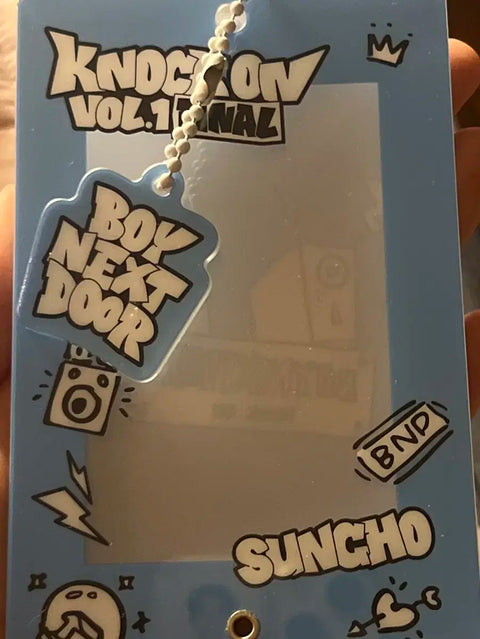 KNOCK ON
VOL.1 FINAL
BOY
NEXT
DOOR
BND
SUNGHO